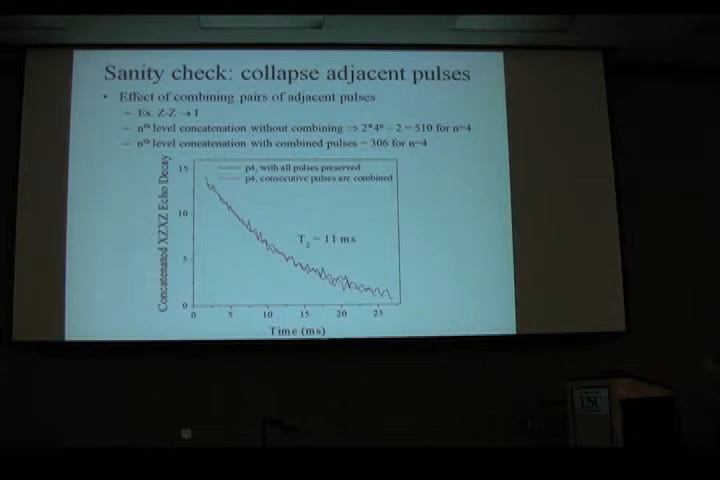 Sanity check: collapse adjacent pulses
• Effect of combining pairs of adjacent pulses
– Ex. Z-Z → I
– nth level concatenation without combining ⇒ 2*4ⁿ – 2 = 510 for n=4
– nth level concatenation with combined pulses = 306 for n=4
Concatenated XZXZ Echo Decay
15
10
5
0
p4, with all pulses preserved
p4, consecutive pulses are combined
T₂ = 11 ms
0 5 10 15 20 25
Time (ms)
USC